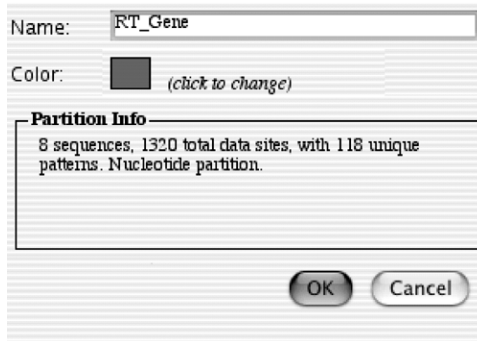 Name: RT_Gene
Color: (click to change)
Partition Info
8 sequences, 1320 total data sites, with 118 unique
patterns. Nucleotide partition.
OK Cancel